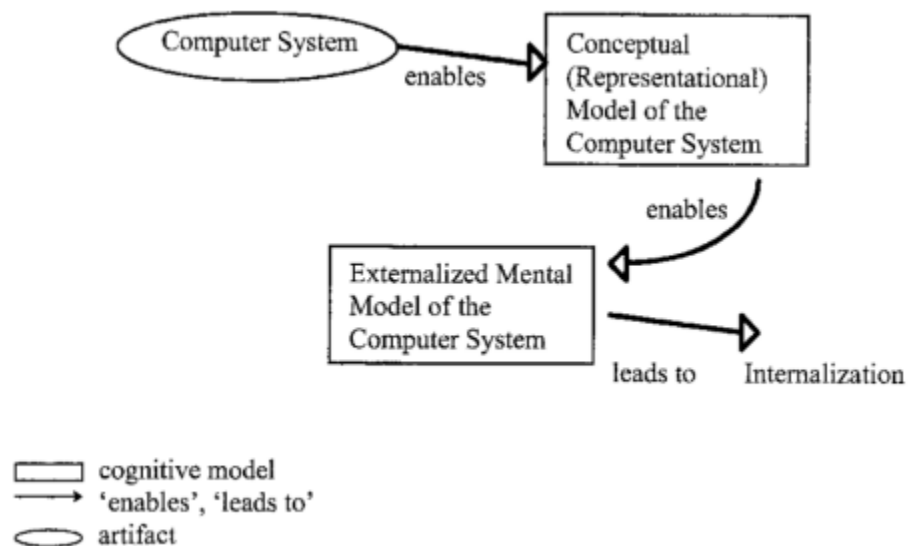 Computer System
enables
Conceptual
(Representational)
Model of the
Computer System
enables
Externalized Mental
Model of the
Computer System
leads to
Internalization
cognitive model
‘enables’, ‘leads to’
artifact